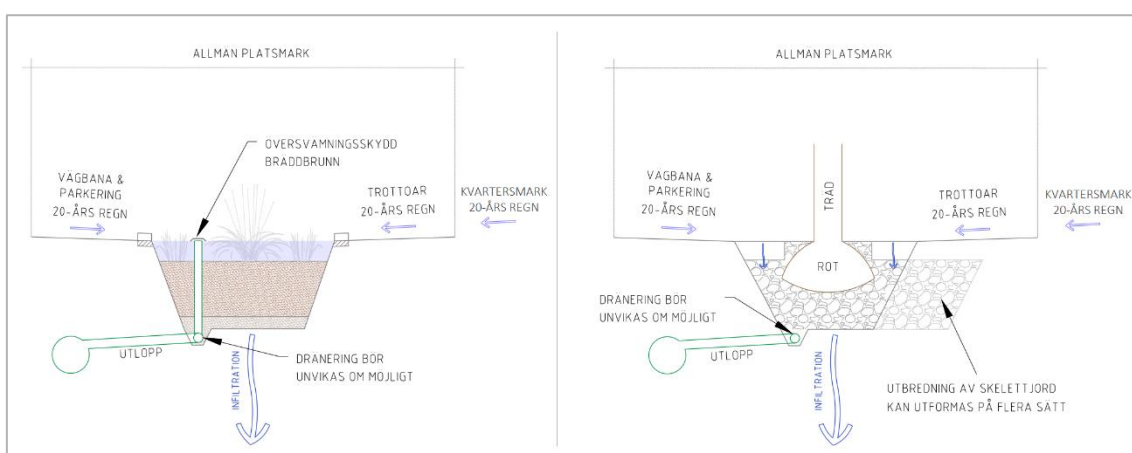 ALLMAN PLATSMARK
OVERSVAMNINGSSKYDD
BRADDBRUNN
VÄGBANA &
PARKERING
20-ÅRS REGN
TROTTOAR
20-ÅRS REGN
KVARTERSMARK
20-ÅRS REGN
UTLOPP
DRANERING BÖR
UNVIKAS OM MÖJLIGT
INFILTRATION
ALLMAN PLATSMARK
VÄGBANA &
PARKERING
20-ÅRS REGN
TRAD
TROTTOAR
20-ÅRS REGN
KVARTERSMARK
20-ÅRS REGN
ROT
DRÄNERING BÖR
UNVIKAS OM MÖJLIGT
UTLOPP
INFILTRATION
UTBREDNING AV SKELETTJORD
KAN UTFORMAS PÅ FLERA SÄTT